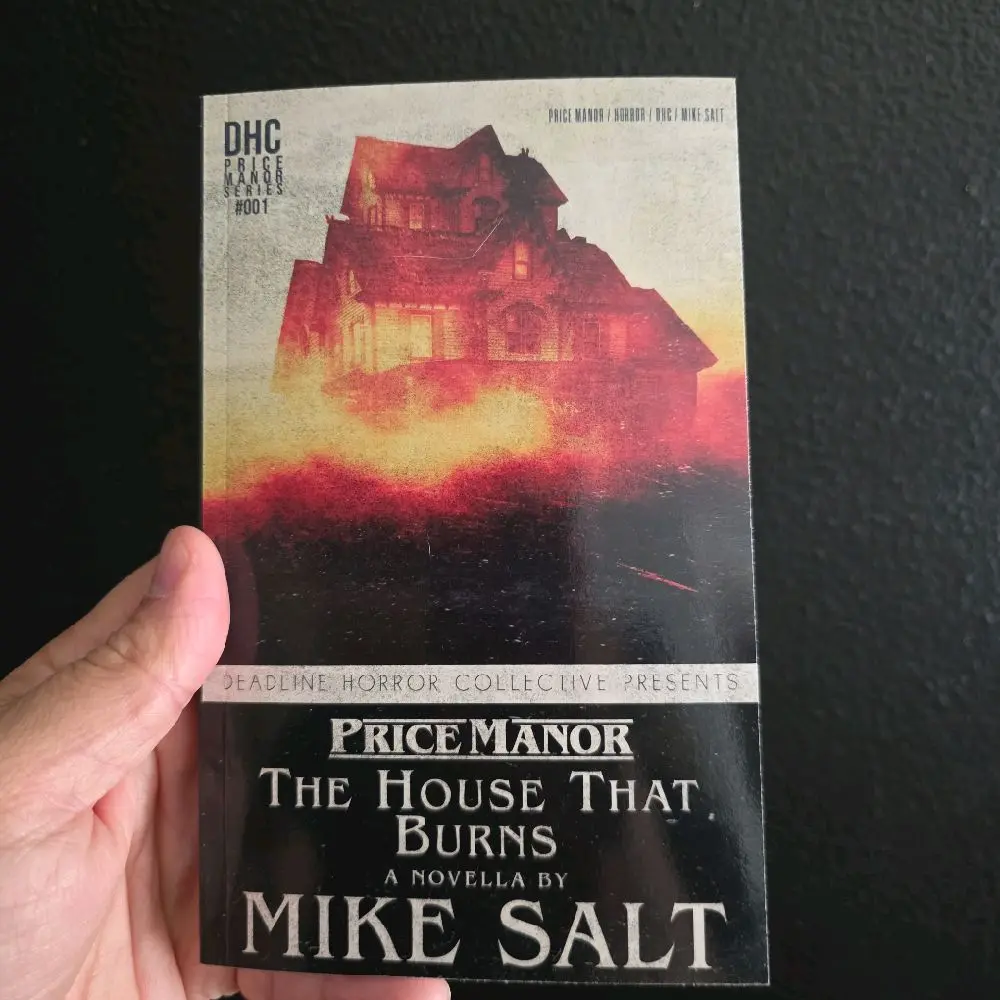 DHC
PRICE
MANOR
SERIES
#001
PRICE MANOR / HORROR / DHC / MIKE SALT
DEADLINE HORROR COLLECTIVE PRESENTS
PRICE MANOR
THE HOUSE THAT
BURNS
A NOVELLA BY
MIKE SALT